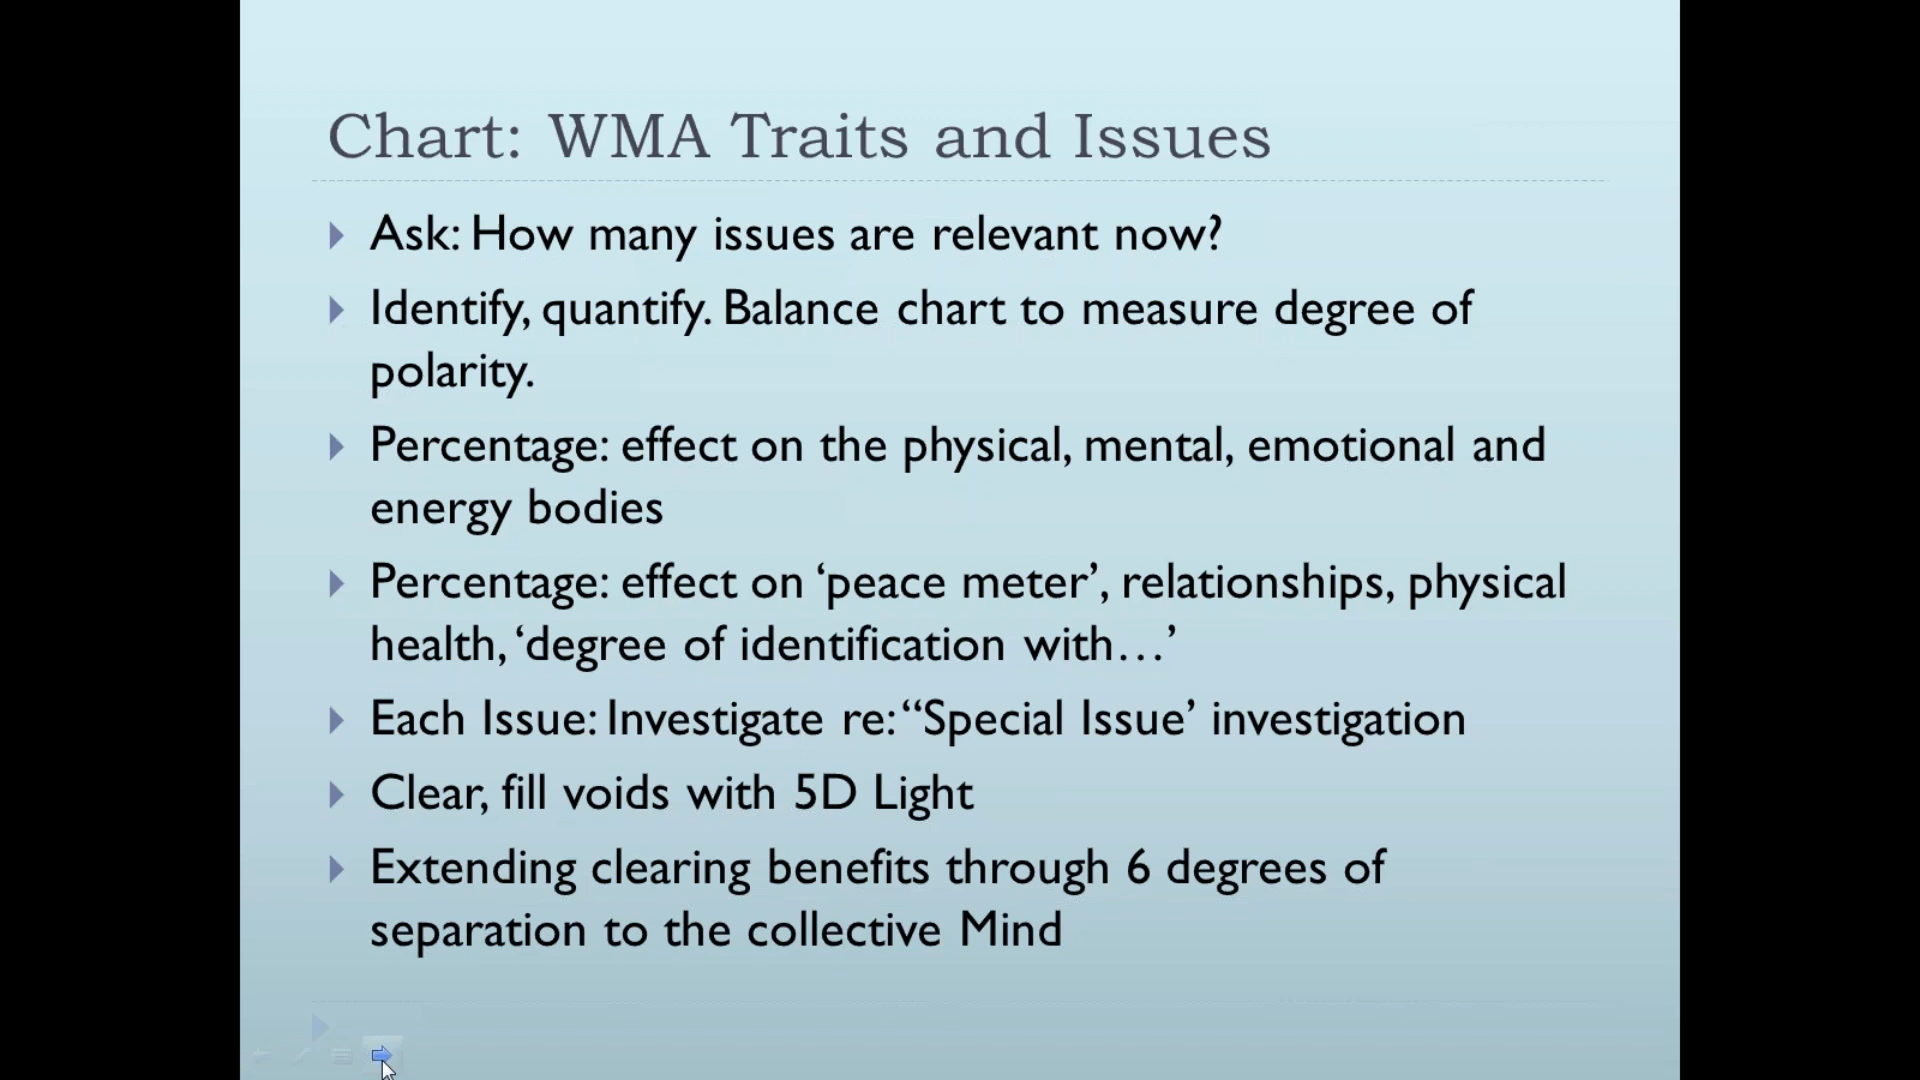 Chart: WMA Traits and Issues
Ask: How many issues are relevant now?
Identify, quantify. Balance chart to measure degree of
polarity.
Percentage: effect on the physical, mental, emotional and
energy bodies
Percentage: effect on ‘peace meter’, relationships, physical
health, ‘degree of identification with…’
Each Issue: Investigate re: “Special Issue’ investigation
Clear, fill voids with 5D Light
Extending clearing benefits through 6 degrees of
separation to the collective Mind